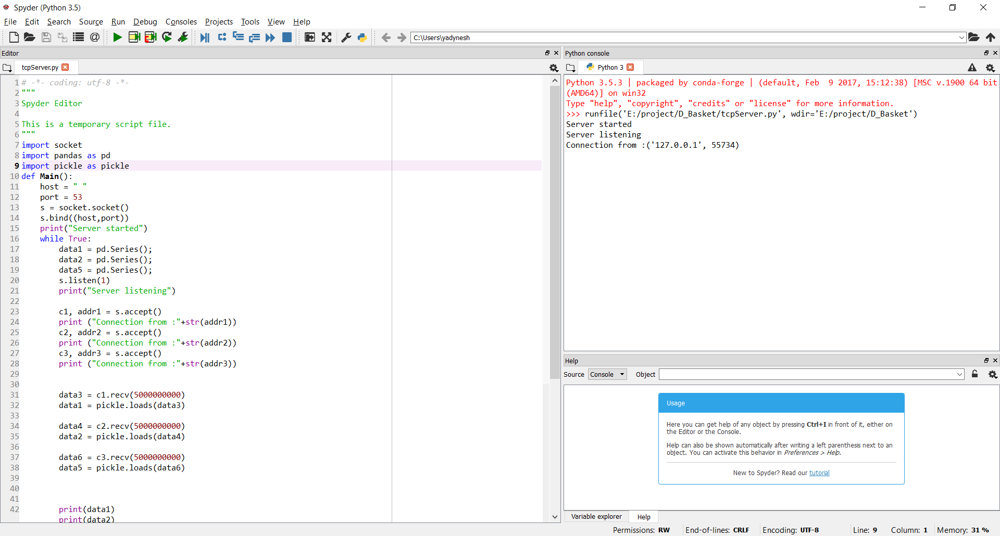 Spyder (Python 3.5)
File Edit Search Source Run Debug Consoles Projects Tools View Help
C:\Users\yadynesh
Editor
tcpServer.py
1 # -*- coding: utf-8 -*-
2 """
3 Spyder Editor
4
5 This is a temporary script file.
6 """
7 import socket
8 import pandas as pd
9 import pickle as pickle
10 def Main():
11     host = " "
12     port = 53
13     s = socket.socket()
14     s.bind((host,port))
15     print("Server started")
16     while True:
17         data1 = pd.Series();
18         data2 = pd.Series();
19         data5 = pd.Series();
20         s.listen(1)
21         print("Server listening")
22
23         c1, addr1 = s.accept()
24         print ("Connection from :"+str(addr1))
25         c2, addr2 = s.accept()
26         print ("Connection from :"+str(addr2))
27         c3, addr3 = s.accept()
28         print ("Connection from :"+str(addr3))
29
30
31         data3 = c1.recv(5000000000)
32         data1 = pickle.loads(data3)
33
34         data4 = c2.recv(5000000000)
35         data2 = pickle.loads(data4)
36
37         data6 = c3.recv(5000000000)
38         data5 = pickle.loads(data6)
39
40
41
42         print(data1)
        print(data2)
Python console
Python 3
Python 3.5.3 | packaged by conda-forge | (default, Feb  9 2017, 15:12:38) [MSC v.1900 64 bit
(AMD64)] on win32
Type "help", "copyright", "credits" or "license" for more information.
>>> runfile('E:/project/D_Basket/tcpServer.py', wdir='E:/project/D_Basket')
Server started
Server listening
Connection from :('127.0.0.1', 55734)
Help
Source Console Object
Usage
Here you can get help of any object by pressing Ctrl+I in front of it, either on
the Editor or the Console.
Help can also be shown automatically after writing a left parenthesis next to an
object. You can activate this behavior in Preferences > Help.
New to Spyder? Read our tutorial
Variable explorer Help
Permissions: RW End-of-lines: CRLF Encoding: UTF-8 Line: 9 Column: 1 Memory: 31 %